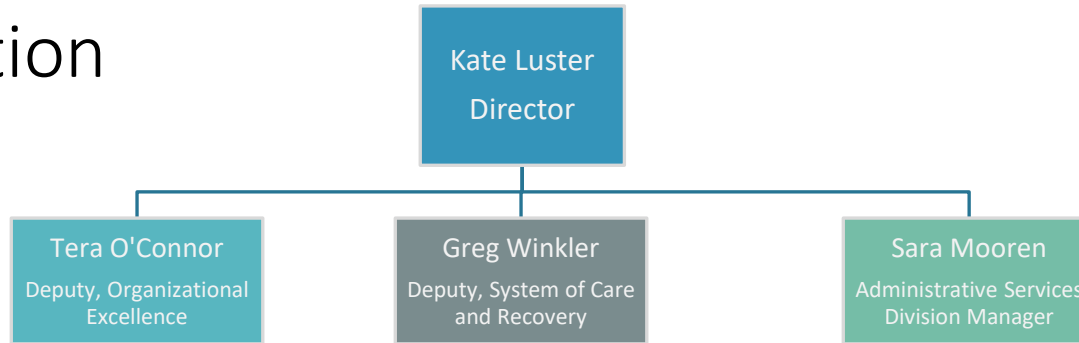 tion
Kate Luster
Director
Tera O'Connor
Deputy, Organizational
Excellence
Greg Winkler
Deputy, System of Care
and Recovery
Sara Mooren
Administrative Services
Division Manager